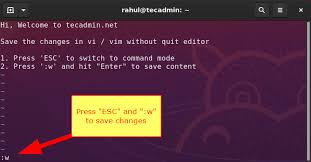 rahul@tecadmin: ~
Hi, Welcome to tecadmin.net
Save the changes in vi / vim without quit editor
1. Press 'ESC' to switch to command mode
2. Press ':w' and hit "Enter" to save content
~
~
~
~
~
~
Press "ESC" and ":w"
to save changes
:w